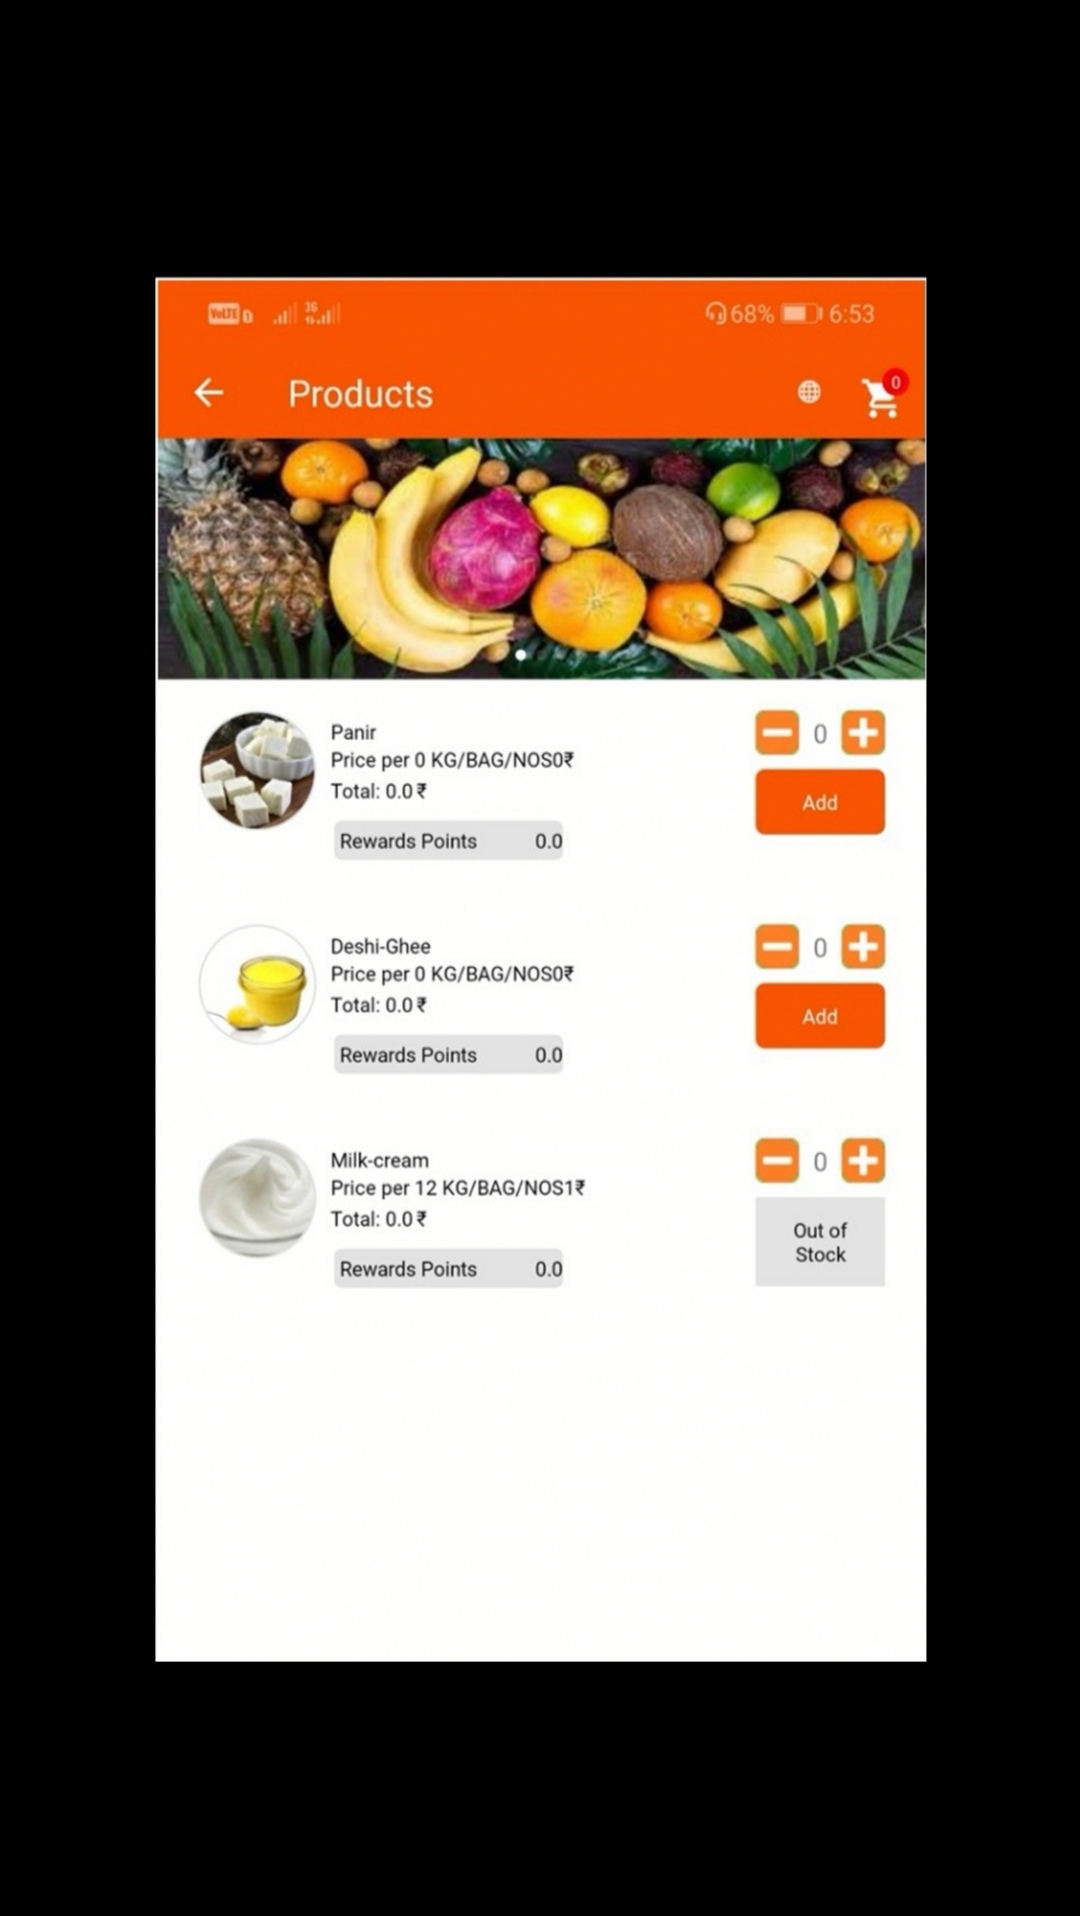 VoLTE 3G 68% 6:53
Products 0
Panir
Price per 0 KG/BAG/NOS0₹
Total: 0.0₹
Rewards Points 0.0
0
Add
Deshi-Ghee
Price per 0 KG/BAG/NOS0₹
Total: 0.0₹
Rewards Points 0.0
0
Add
Milk-cream
Price per 12 KG/BAG/NOS1₹
Total: 0.0₹
Rewards Points 0.0
0
Out of
Stock